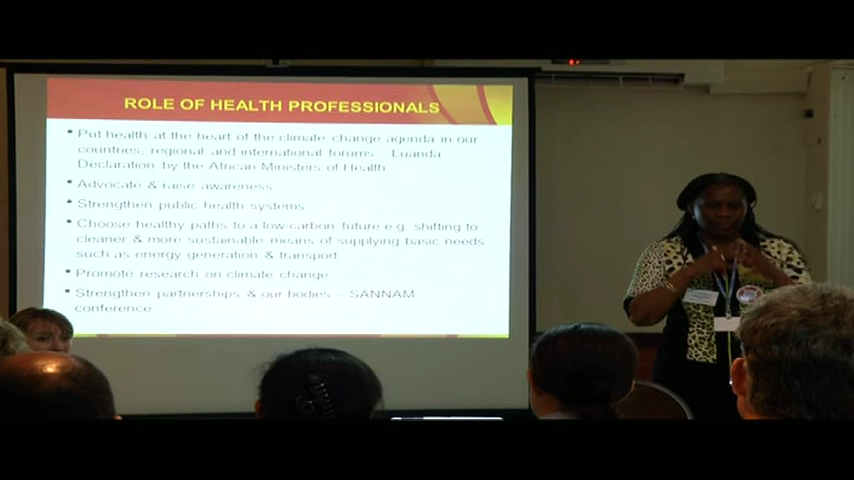 ROLE OF HEALTH PROFESSIONALS
• Put health at the heart of the climate change agenda in our
countries, regional and international forums – Luanda
Declaration by the African Ministers of Health
• Advocate & raise awareness
• Strengthen public health systems
• Choose healthy paths to a low-carbon future e.g. shifting to
cleaner & more sustainable means of supplying basic needs
such as energy generation & transport
• Promote research on climate change
• Strengthen partnerships & our bodies – SANNAM
conference